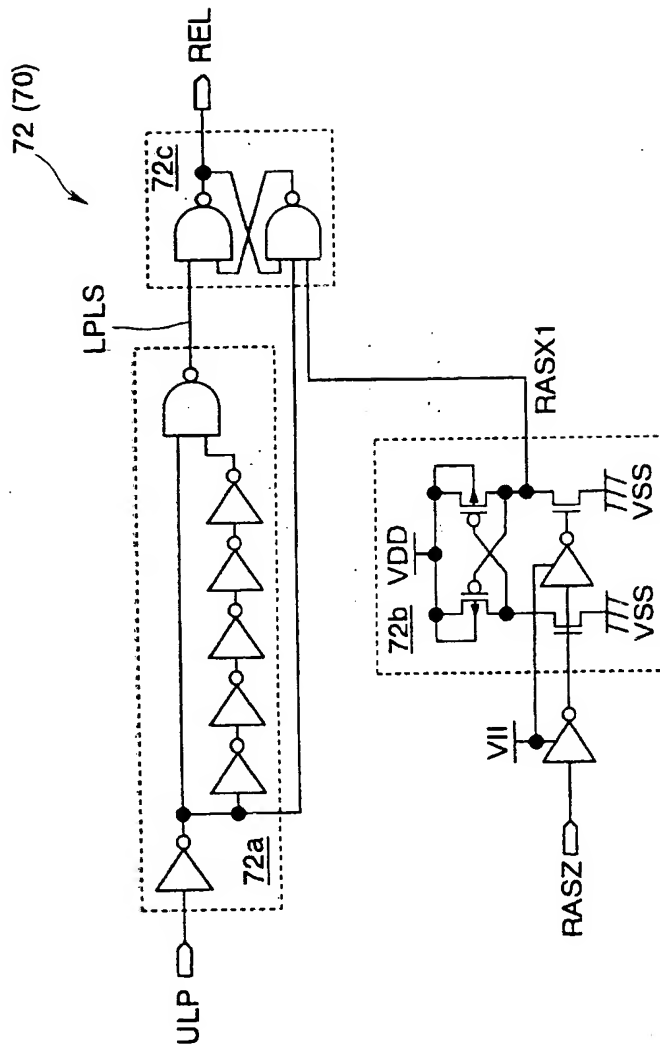 72 (70)
ULP
72a
LPLS
72c
REL
RASZ
VII
72b
VDD
VSS
VSS
RASX1